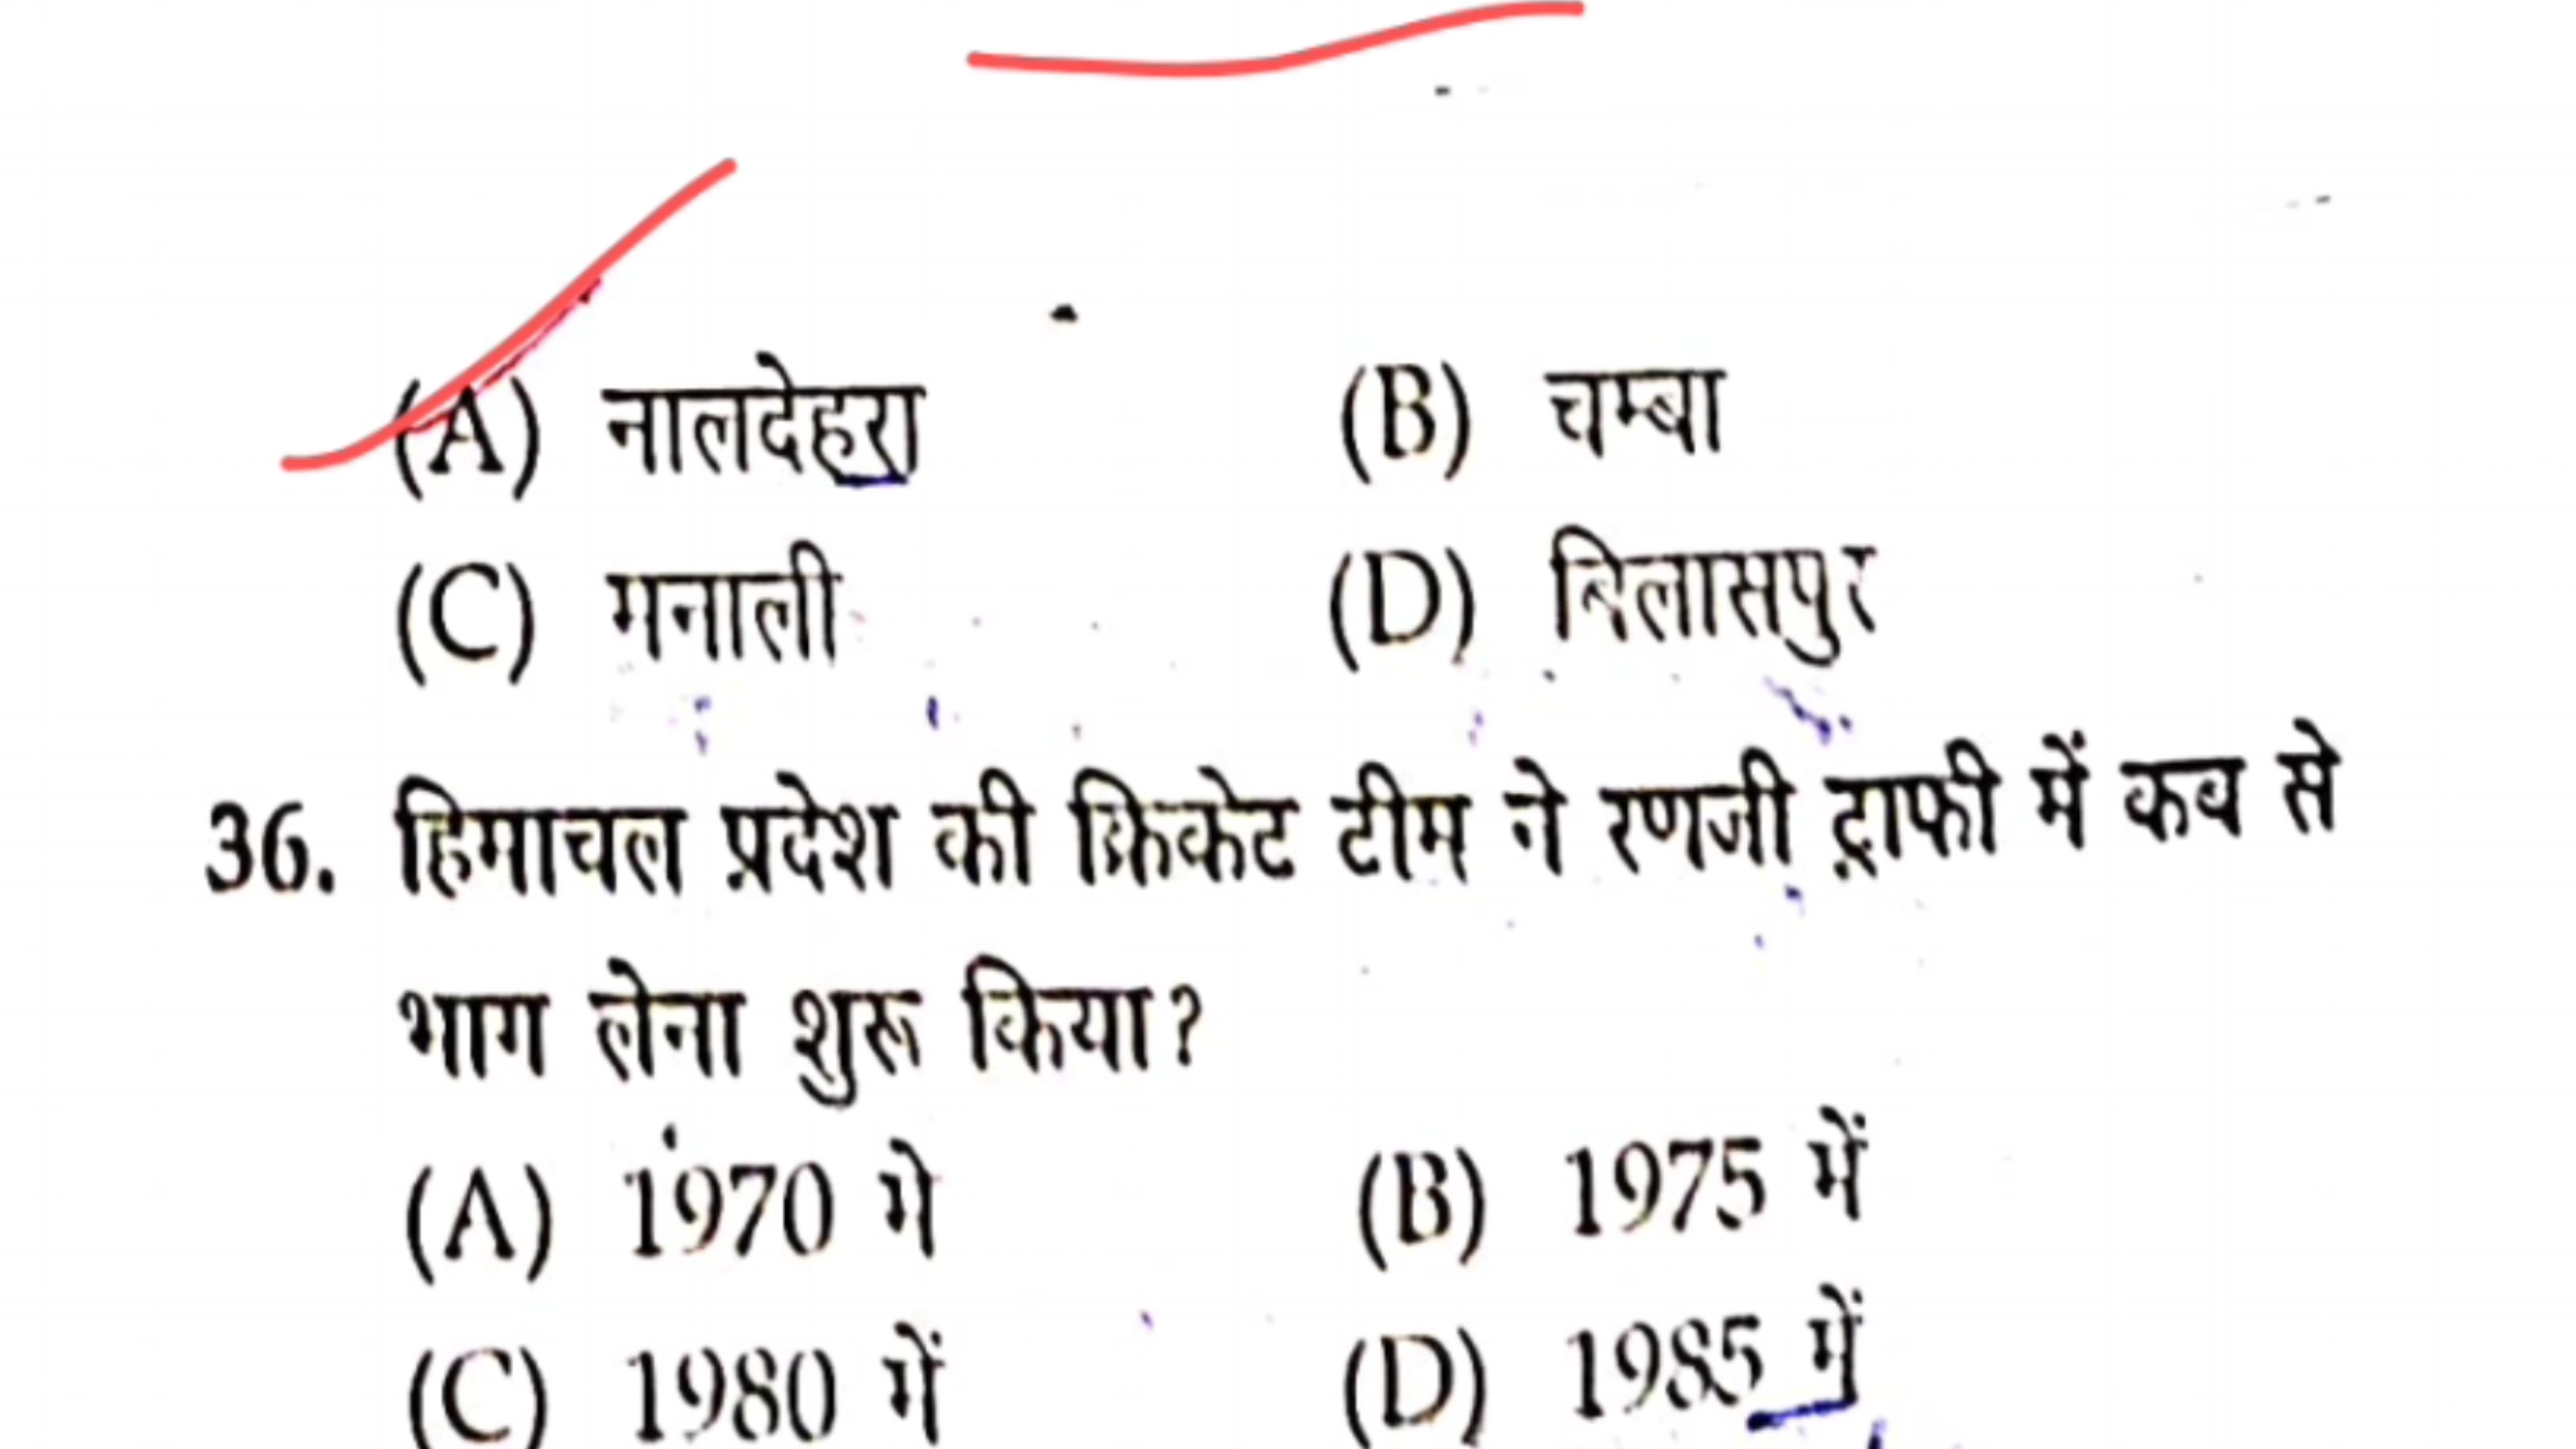 (A) नालदेहरा (B) चम्बा
(C) मनाली (D) बिलासपुर
36. हिमाचल प्रदेश की क्रिकेट टीम ने रणजी ट्राफी में कब से
भाग लेना शुरू किया?
(A) 1970 में (B) 1975 में
(C) 1980 में (D) 1985 में